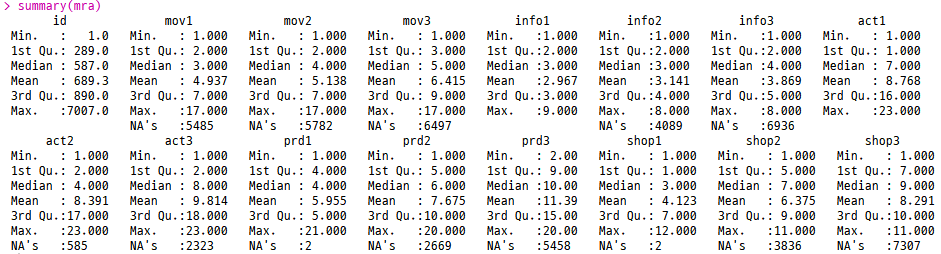 > summary(mra)
id mov1 mov2 mov3 info1 info2 info3 act1
Min. : 1.0 Min. : 1.000 Min. : 1.000 Min. : 1.000 Min. :1.000 Min. :1.000 Min. :1.000 Min. : 1.000
1st Qu.: 289.0 1st Qu.: 2.000 1st Qu.: 2.000 1st Qu.: 3.000 1st Qu.:2.000 1st Qu.:2.000 1st Qu.:2.000 1st Qu.: 1.000
Median : 587.0 Median : 3.000 Median : 4.000 Median : 5.000 Median :3.000 Median :3.000 Median :4.000 Median : 7.000
Mean : 689.3 Mean : 4.937 Mean : 5.138 Mean : 6.415 Mean :2.967 Mean :3.141 Mean :3.869 Mean : 8.768
3rd Qu.: 890.0 3rd Qu.: 7.000 3rd Qu.: 7.000 3rd Qu.: 9.000 3rd Qu.:3.000 3rd Qu.:4.000 3rd Qu.:5.000 3rd Qu.:16.000
Max. :7007.0 Max. :17.000 Max. :17.000 Max. :17.000 Max. :9.000 Max. :8.000 Max. :8.000 Max. :23.000
NA's :5485 NA's :5782 NA's :6497 NA's :4089 NA's :6936
act2 act3 prd1 prd2 prd3 shop1 shop2 shop3
Min. : 1.000 Min. : 1.000 Min. : 1.000 Min. : 1.000 Min. : 2.00 Min. : 1.000 Min. : 1.000 Min. : 1.000
1st Qu.: 2.000 1st Qu.: 2.000 1st Qu.: 4.000 1st Qu.: 4.000 1st Qu.: 9.00 1st Qu.: 1.000 1st Qu.: 5.000 1st Qu.: 7.000
Median : 4.000 Median : 8.000 Median : 4.000 Median : 6.000 Median :10.00 Median : 3.000 Median : 7.000 Median : 9.000
Mean : 8.391 Mean : 9.814 Mean : 5.955 Mean : 7.675 Mean :11.39 Mean : 4.123 Mean : 6.375 Mean : 8.291
3rd Qu.:17.000 3rd Qu.:18.000 3rd Qu.: 5.000 3rd Qu.:10.000 3rd Qu.:15.00 3rd Qu.: 7.000 3rd Qu.: 9.000 3rd Qu.:10.000
Max. :23.000 Max. :23.000 Max. :21.000 Max. :20.000 Max. :20.00 Max. :12.000 Max. :11.000 Max. :11.000
NA's :585 NA's :2323 NA's :2 NA's :2669 NA's :5458 NA's :2 NA's :3836 NA's :7307